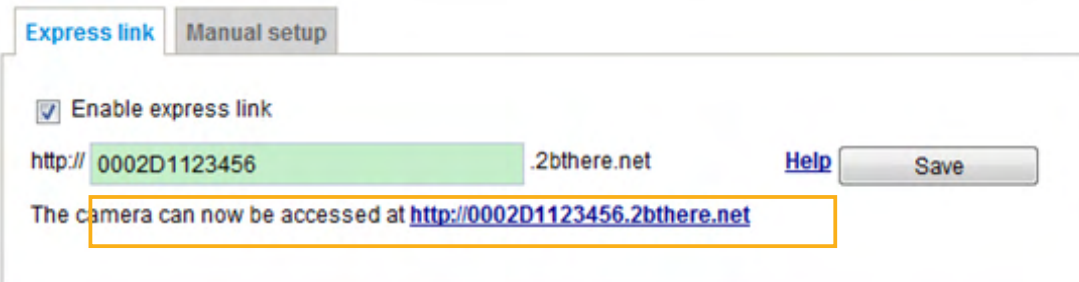 Express link Manual setup
Enable express link
http:// 0002D1123456 .2bthere.net Help Save
The camera can now be accessed at http://0002D1123456.2bthere.net